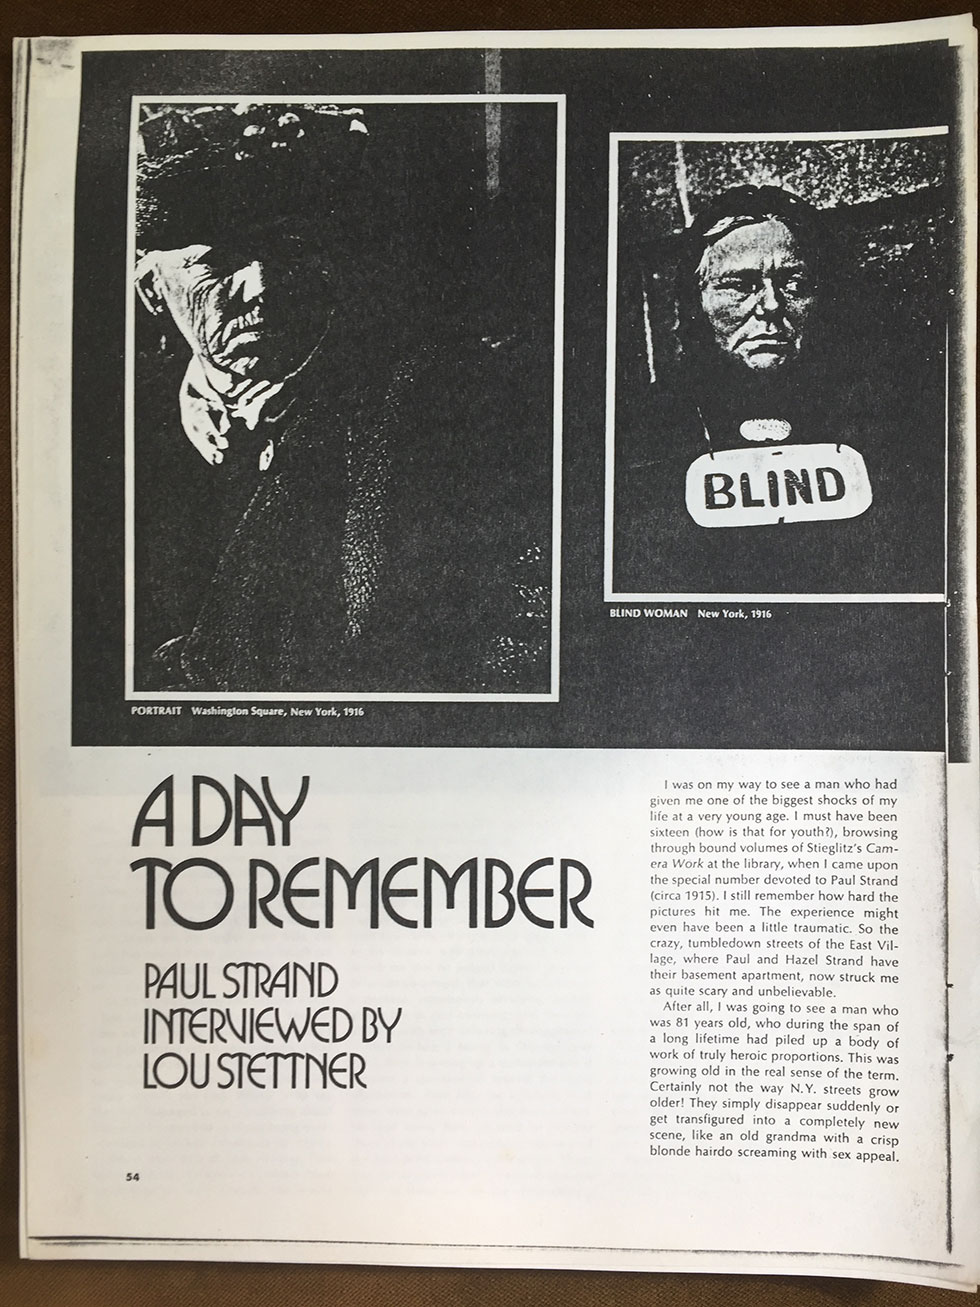 BLIND
BLIND WOMAN New York, 1916
PORTRAIT Washington Square, New York, 1916
A DAY
TO REMEMBER
PAUL STRAND
INTERVIEWED BY
LOU STETTNER
I was on my way to see a man who had
given me one of the biggest shocks of my
life at a very young age. I must have been
sixteen (how is that for youth?), browsing
through bound volumes of Stieglitz's Cam-
era Work at the library, when I came upon
the special number devoted to Paul Strand
(circa 1915). I still remember how hard the
pictures hit me. The experience might
even have been a little traumatic. So the
crazy, tumbledown streets of the East Vil-
lage, where Paul and Hazel Strand have
their basement apartment, now struck me
as quite scary and unbelievable.
After all, I was going to see a man who
was 81 years old, who during the span of
a long lifetime had piled up a body of
work of truly heroic proportions. This was
growing old in the real sense of the term.
Certainly not the way N.Y. streets grow
older! They simply disappear suddenly or
get transfigured into a completely new
scene, like an old grandma with a crisp
blonde hairdo screaming with sex appeal.
54